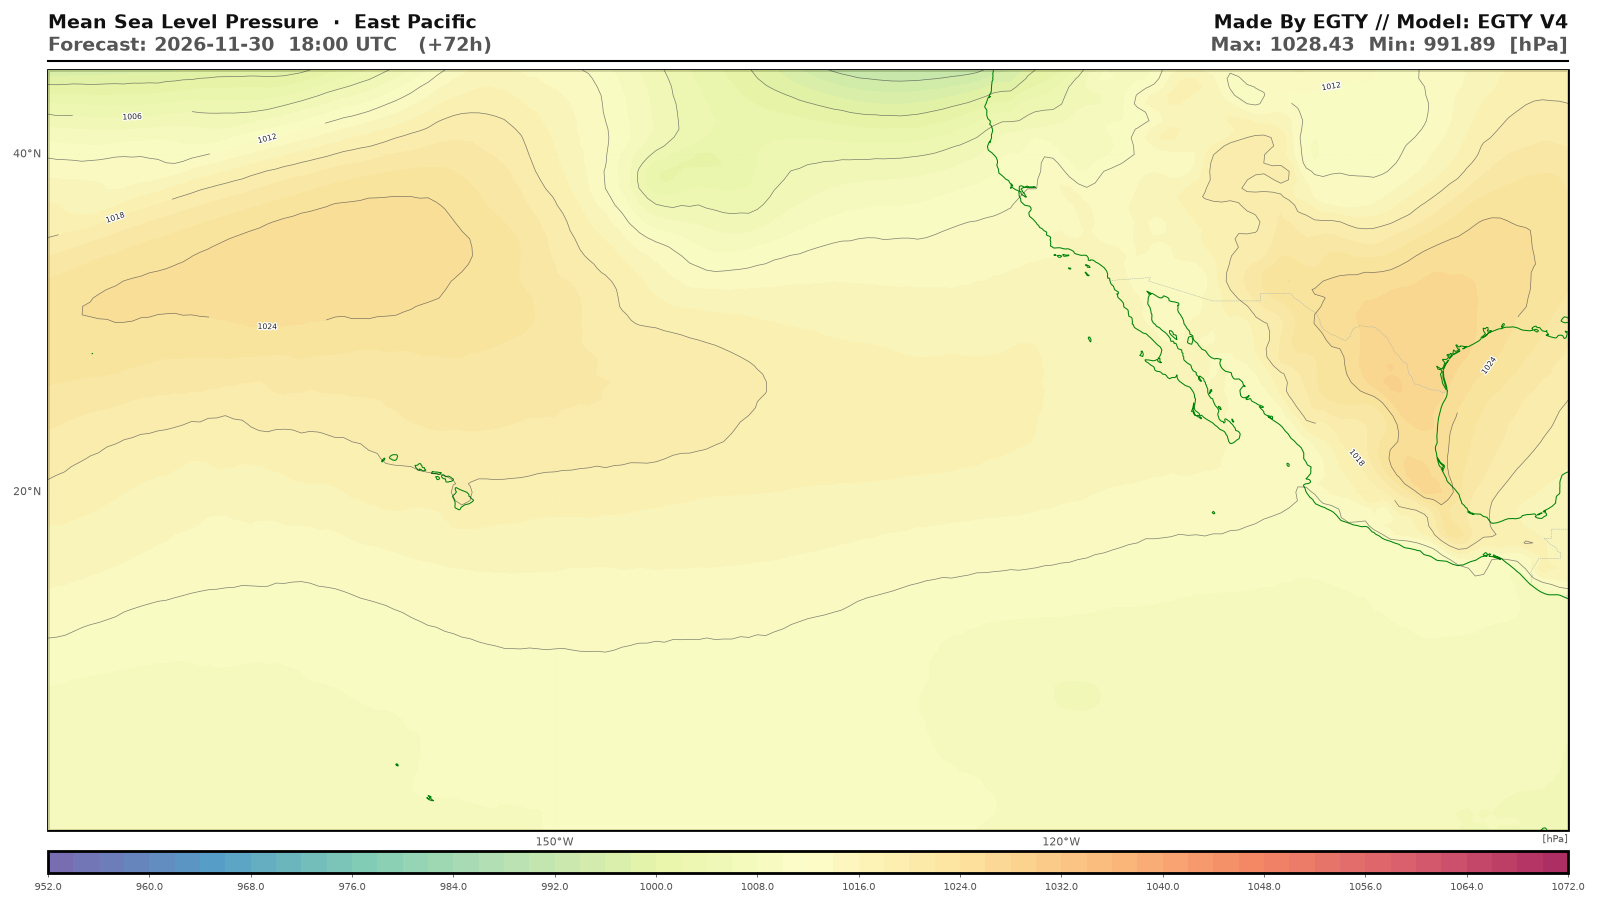 Mean Sea Level Pressure · East Pacific
Made By EGTY // Model: EGTY V4
Forecast: 2026-11-30 18:00 UTC (+72h)
Max: 1028.43 Min: 991.89 [hPa]
1012
1006
1012
40°N
1018
1024
1024
1018
20°N
150°W
120°W
[hPa]
952.0
960.0
968.0
976.0
984.0
992.0
1000.0
1008.0
1016.0
1024.0
1032.0
1040.0
1048.0
1056.0
1064.0
1072.0